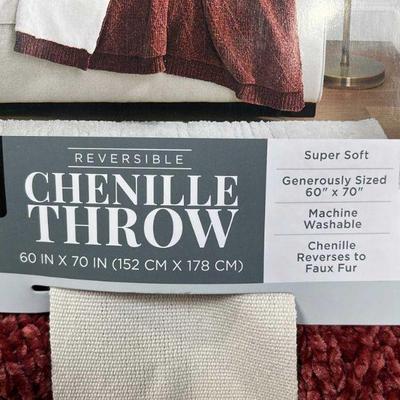 REVERSIBLE
CHENILLE
THROW
60 IN X 70 IN (152 CM X 178 CM)
Super Soft
Generously Sized
60" x 70"
Machine
Washable
Chenille
Reverses to
Faux Fur